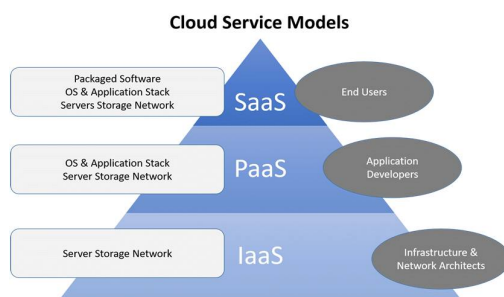 Cloud Service Models
Packaged Software
OS & Application Stack
Servers Storage Network
SaaS
End Users
OS & Application Stack
Server Storage Network
PaaS
Application
Developers
Server Storage Network
IaaS
Infrastructure &
Network Architects